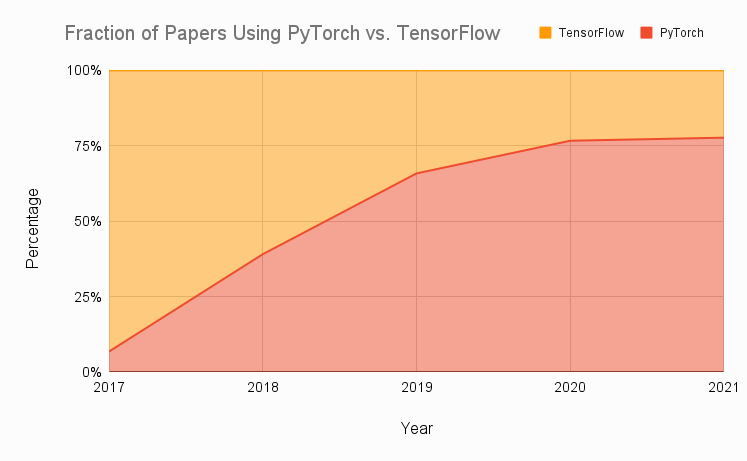 Fraction of Papers Using PyTorch vs. TensorFlow
TensorFlow
PyTorch
100%
75%
50%
25%
0%
Percentage
2017
2018
2019
2020
2021
Year